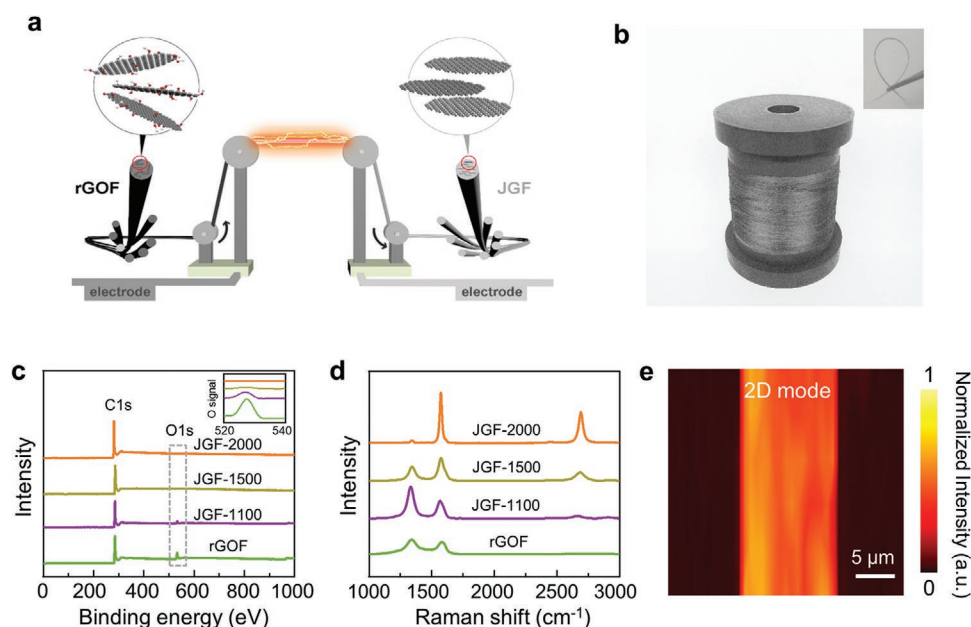 a
rGOF
JGF
electrode
electrode
b
c
C1s
O1s
O signal
520
540
JGF-2000
JGF-1500
JGF-1100
rGOF
Intensity
0
200
400
600
800
1000
Binding energy (eV)
d
JGF-2000
JGF-1500
JGF-1100
rGOF
Intensity
1000
1500
2000
2500
3000
Raman shift (cm⁻¹)
e
2D mode
5 µm
1
0
Normalized Intensity (a.u.)